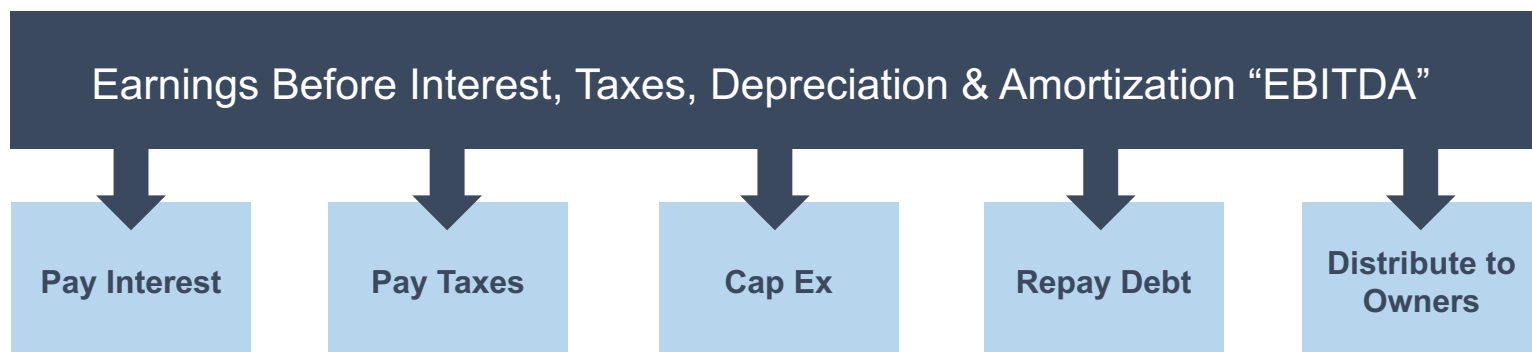 Earnings Before Interest, Taxes, Depreciation & Amortization “EBITDA”
Pay Interest
Pay Taxes
Cap Ex
Repay Debt
Distribute to
Owners